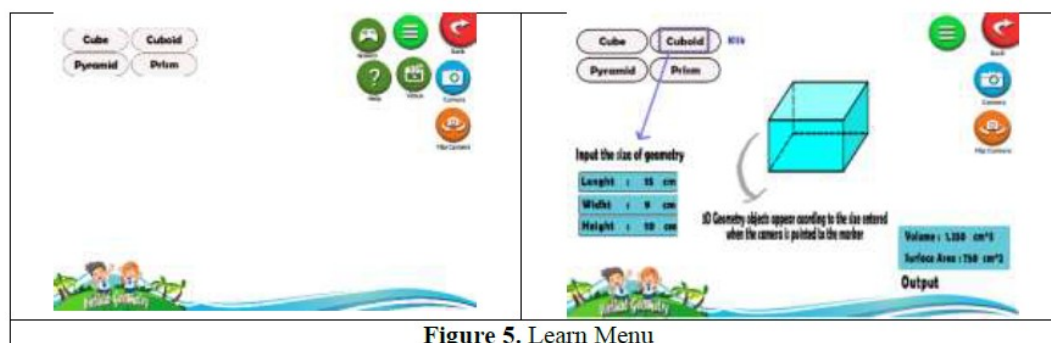 Cube Cuboid
Pyramid Prism
Back
Help
Camera
Flip Camera
Cube Cuboid Klik
Pyramid Prism
Back
Camera
Flip Camera
Input the size of geometry
Lenght : 15 cm
Widht : 9 cm
Height : 10 cm
3D Geometry objects appear acording to the size entered
when the camera is pointed to the marker
Volume : 1.350 cm^3
Surface Area : 750 cm^2
Output
Figure 5. Learn Menu